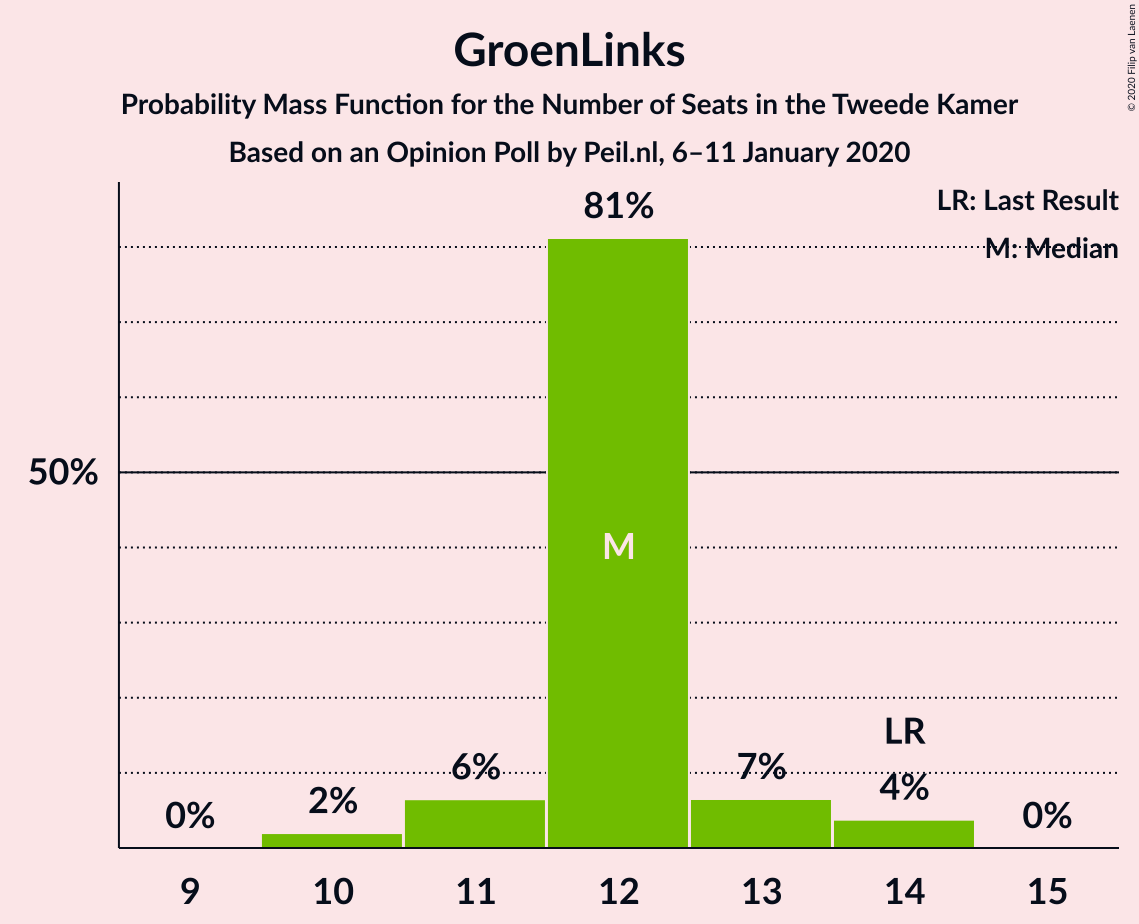 GroenLinks
Probability Mass Function for the Number of Seats in the Tweede Kamer
Based on an Opinion Poll by Peil.nl, 6–11 January 2020
© 2020 Filip van Laenen
LR: Last Result
M: Median
81%
50%
M
LR
0%
2%
6%
7%
4%
0%
9
10
11
12
13
14
15